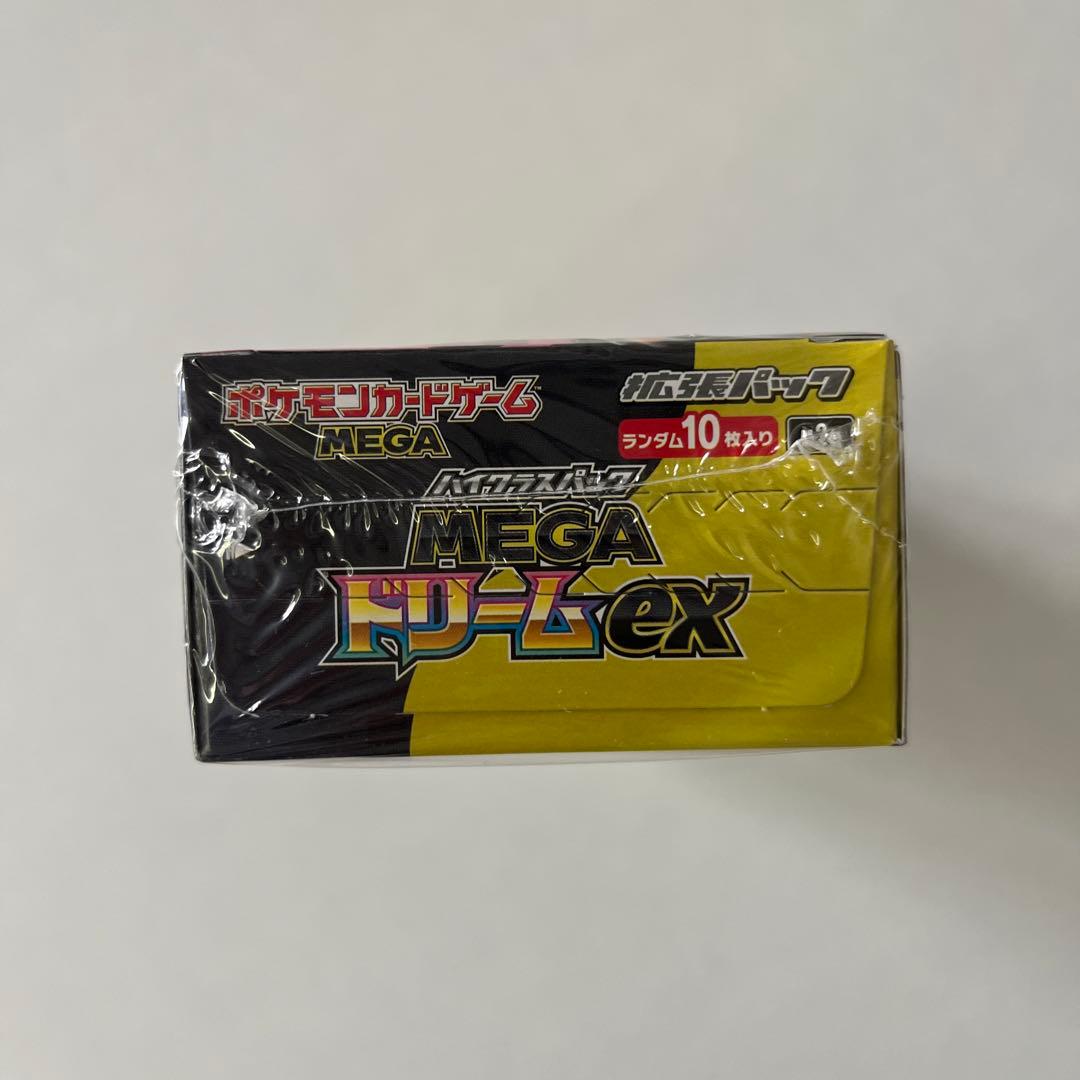 ポケモンカードゲーム™
MEGA
拡張パック
ランダム10枚入り
ハイクラスパック
MEGA
ドリームex